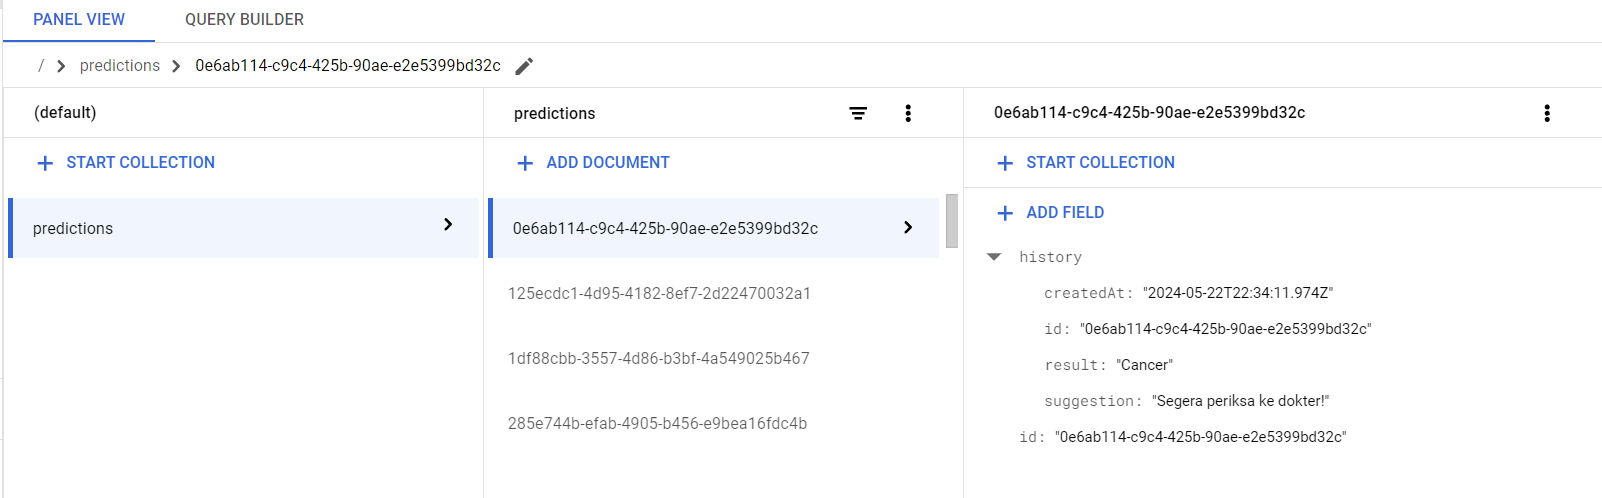 PANEL VIEW QUERY BUILDER
/ > predictions > 0e6ab114-c9c4-425b-90ae-e2e5399bd32c
(default)
START COLLECTION
predictions
predictions
ADD DOCUMENT
0e6ab114-c9c4-425b-90ae-e2e5399bd32c
125ecdc1-4d95-4182-8ef7-2d22470032a1
1df88cbb-3557-4d86-b3bf-4a549025b467
285e744b-efab-4905-b456-e9bea16fdc4b
0e6ab114-c9c4-425b-90ae-e2e5399bd32c
START COLLECTION
ADD FIELD
history
createdAt: "2024-05-22T22:34:11.974Z"
id: "0e6ab114-c9c4-425b-90ae-e2e5399bd32c"
result: "Cancer"
suggestion: "Segera periksa ke dokter!"
id: "0e6ab114-c9c4-425b-90ae-e2e5399bd32c"